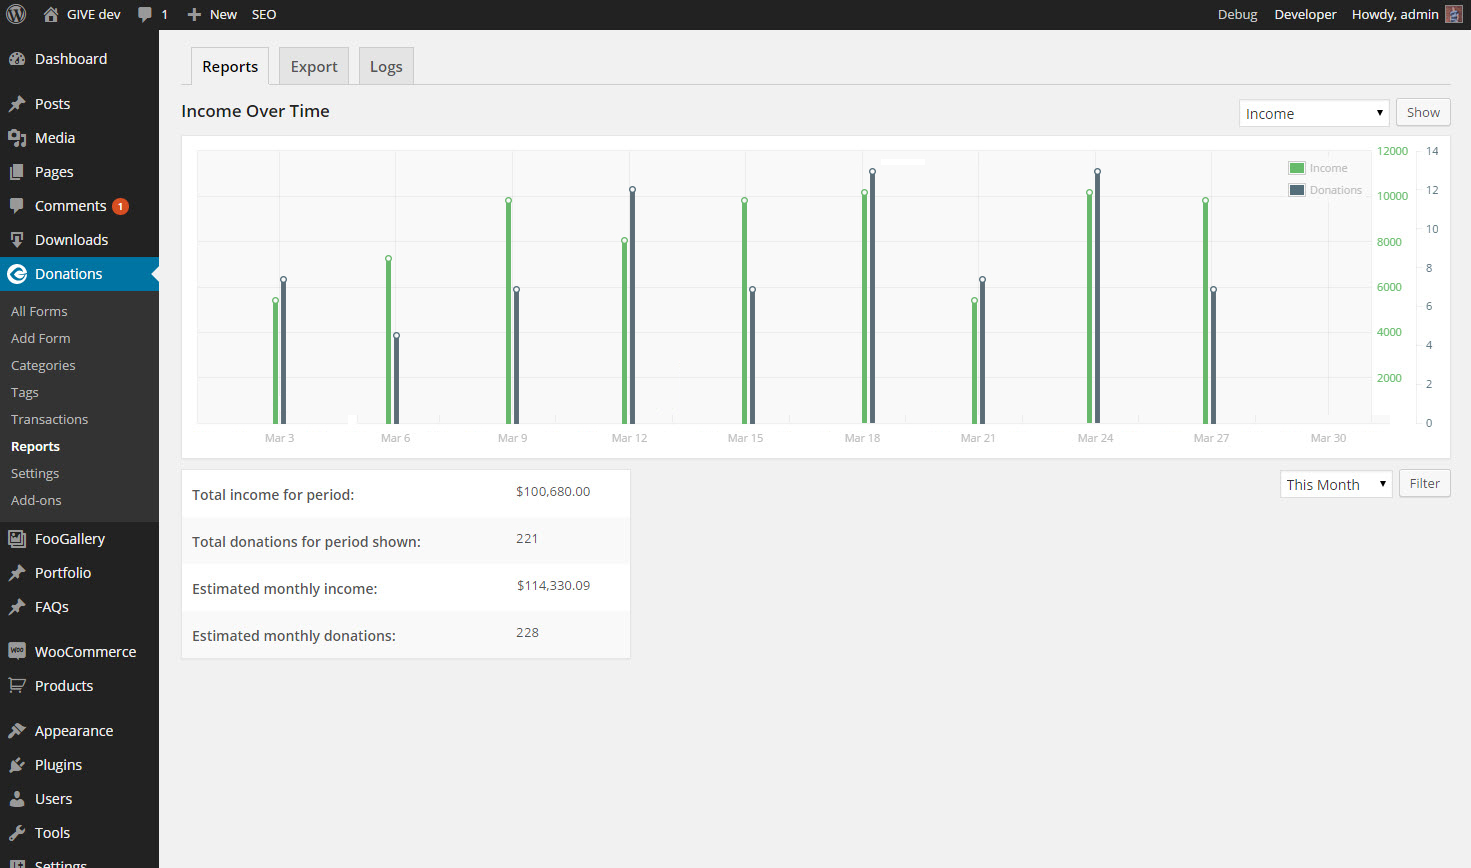 GIVE dev 1 New SEO Debug Developer Howdy, admin
Dashboard
Posts
Media
Pages
Comments 1
Downloads
Donations
All Forms
Add Form
Categories
Tags
Transactions
Reports
Settings
Add-ons
FooGallery
Portfolio
FAQs
WooCommerce
Products
Appearance
Plugins
Users
Tools
Settings
Reports Export Logs
Income Over Time
Income Show
Income
Donations
12000
10000
8000
6000
4000
2000
14
12
10
8
6
4
2
0
Mar 3 Mar 6 Mar 9 Mar 12 Mar 15 Mar 18 Mar 21 Mar 24 Mar 27 Mar 30
This Month Filter
Total income for period: $100,680.00
Total donations for period shown: 221
Estimated monthly income: $114,330.09
Estimated monthly donations: 228